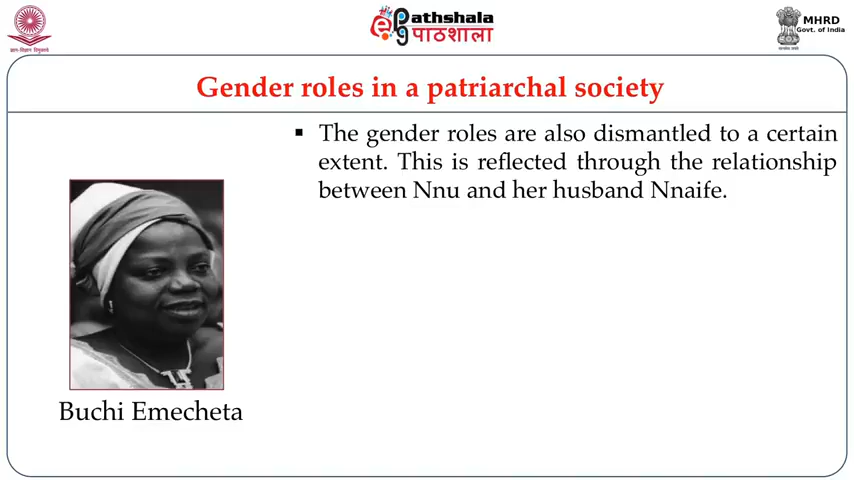 ePathshala
पाठशाला
MHRD
Govt. of India
Gender roles in a patriarchal society
▪ The gender roles are also dismantled to a certain
extent. This is reflected through the relationship
between Nnu and her husband Nnaife.
Buchi Emecheta